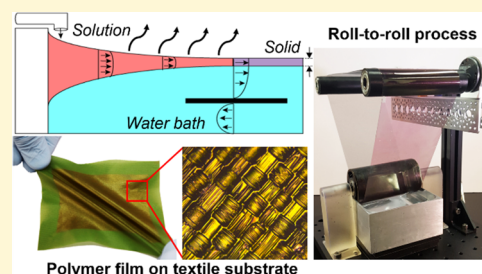 Solution
Solid
Water bath
Roll-to-roll process
Polymer film on textile substrate